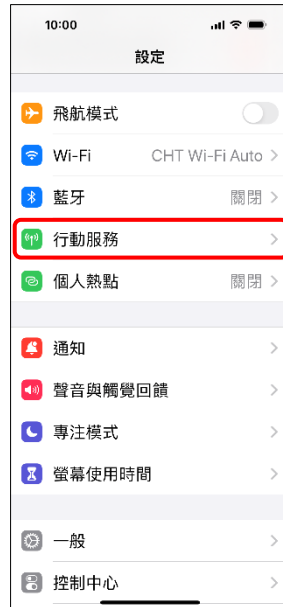 10:00
設定
飛航模式
Wi-Fi CHT Wi-Fi Auto
藍牙 關閉
行動服務
個人熱點 關閉
通知
聲音與觸覺回饋
專注模式
螢幕使用時間
一般
控制中心